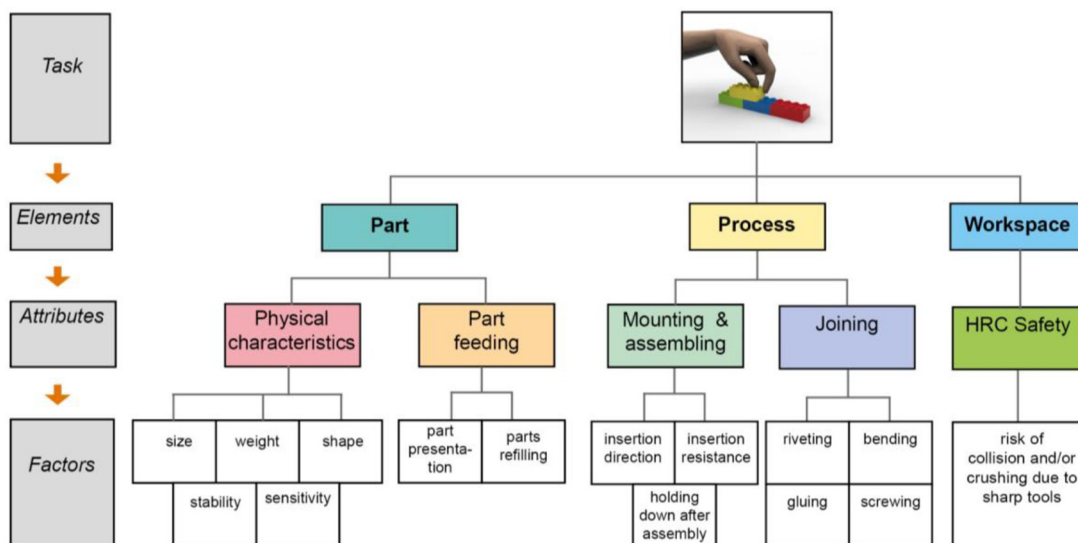 Task
Elements
Part
Process
Workspace
Attributes
Physical
characteristics
Part
feeding
Mounting &
assembling
Joining
HRC Safety
Factors
size
weight
shape
stability
sensitivity
part
presenta-
tion
parts
refilling
insertion
direction
insertion
resistance
holding
down after
assembly
riveting
bending
gluing
screwing
risk of
collision and/or
crushing due to
sharp tools